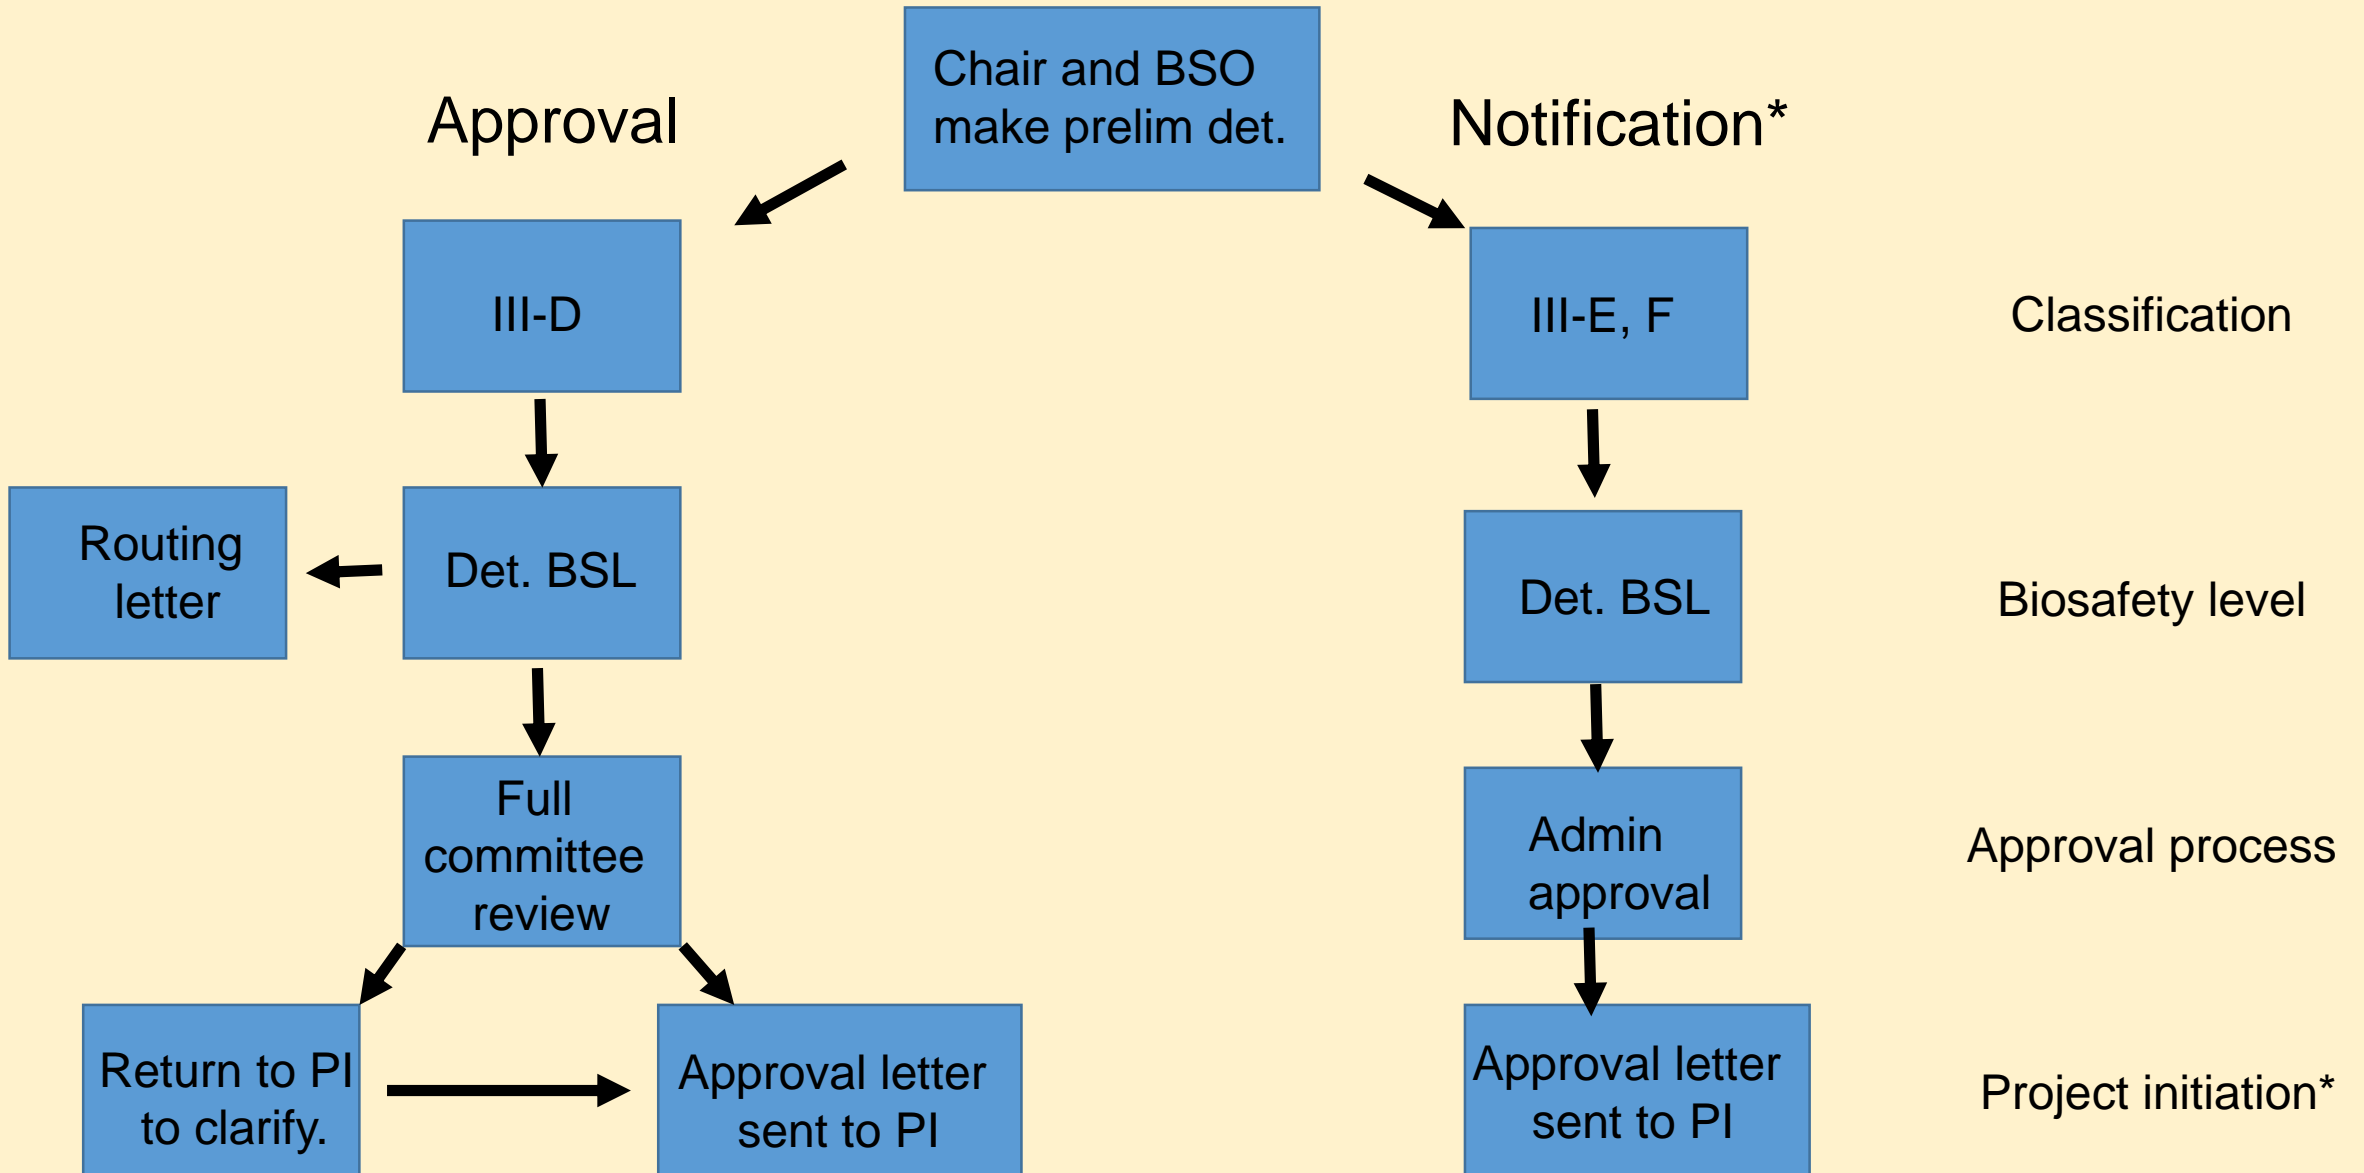 Chair and BSO
make prelim det.
Approval
Notification*
III-D
III-E, F
Classification
Routing
letter
Det. BSL
Det. BSL
Biosafety level
Full
committee
review
Admin
approval
Approval process
Return to PI
to clarify.
Approval letter
sent to PI
Approval letter
sent to PI
Project initiation*